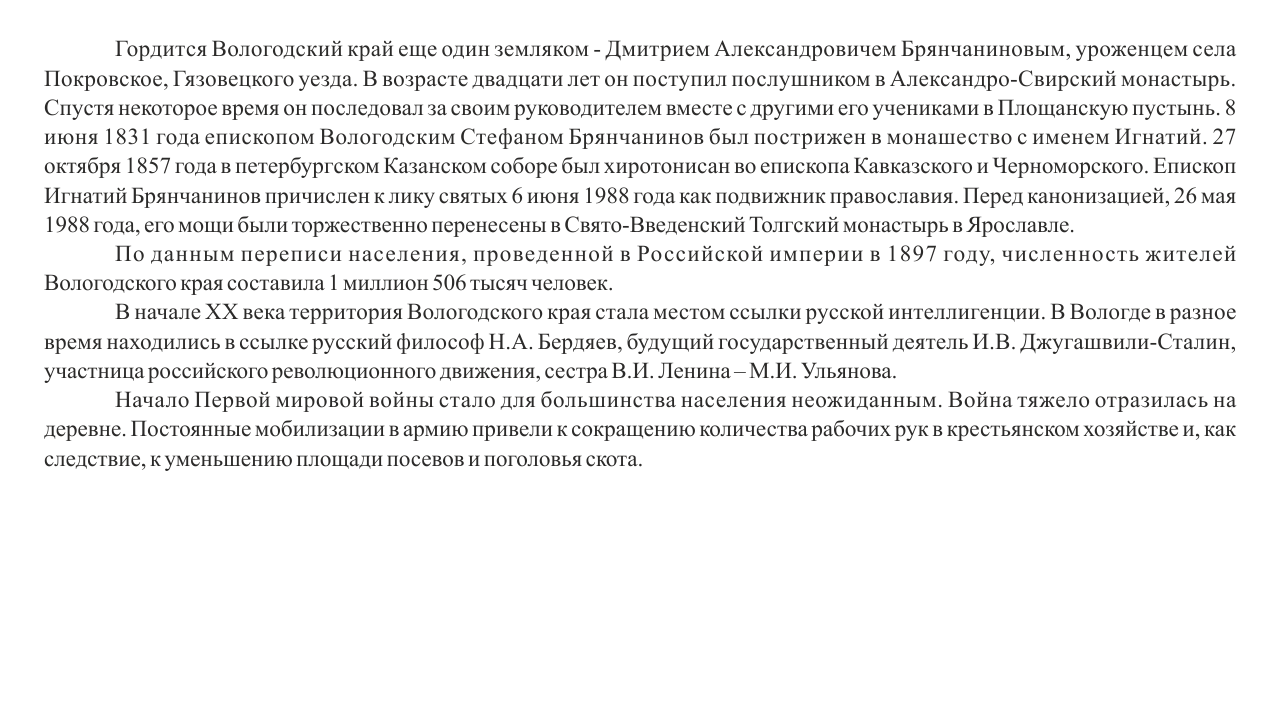 Гордится Вологодский край еще один земляком - Дмитрием Александровичем Брянчаниновым, уроженцем села
Покровское, Гязовецкого уезда. В возрасте двадцати лет он поступил послушником в Александро-Свирский монастырь.
Спустя некоторое время он последовал за своим руководителем вместе с другими его учениками в Площанскую пустынь. 8
июня 1831 года епископом Вологодским Стефаном Брянчанинов был пострижен в монашество с именем Игнатий. 27
октября 1857 года в петербургском Казанском соборе был хиротонисан во епископа Кавказского и Черноморского. Епископ
Игнатий Брянчанинов причислен к лику святых 6 июня 1988 года как подвижник православия. Перед канонизацией, 26 мая
1988 года, его мощи были торжественно перенесены в Свято-Введенский Толгский монастырь в Ярославле.
По данным переписи населения, проведенной в Российской империи в 1897 году, численность жителей
Вологодского края составила 1 миллион 506 тысяч человек.
В начале XX века территория Вологодского края стала местом ссылки русской интеллигенции. В Вологде в разное
время находились в ссылке русский философ Н.А. Бердяев, будущий государственный деятель И.В. Джугашвили-Сталин,
участница российского революционного движения, сестра В.И. Ленина – М.И. Ульянова.
Начало Первой мировой войны стало для большинства населения неожиданным. Война тяжело отразилась на
деревне. Постоянные мобилизации в армию привели к сокращению количества рабочих рук в крестьянском хозяйстве и, как
следствие, к уменьшению площади посевов и поголовья скота.